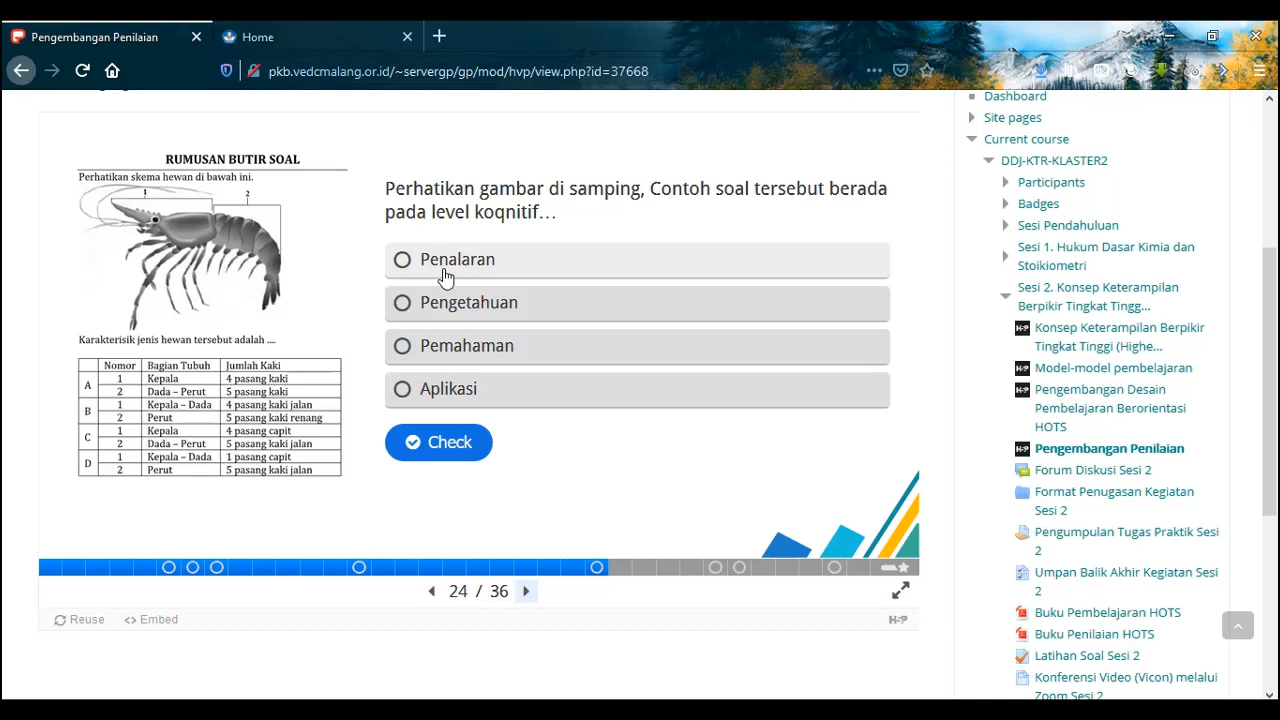 Pengembangan Penilaian
Home
pkb.vedcmalang.or.id/~servergp/gp/mod/hvp/view.php?id=37668
RUMUSAN BUTIR SOAL
Perhatikan skema hewan di bawah ini.
1
2
Karakterisik jenis hewan tersebut adalah ....
Nomor Bagian Tubuh Jumlah Kaki
A 1 Kepala 4 pasang kaki
2 Dada – Perut 5 pasang kaki
B 1 Kepala – Dada 4 pasang kaki jalan
2 Perut 5 pasang kaki renang
C 1 Kepala 4 pasang capit
2 Dada – Perut 5 pasang kaki jalan
D 1 Kepala – Dada 1 pasang capit
2 Perut 5 pasang kaki jalan
Perhatikan gambar di samping, Contoh soal tersebut berada
pada level koqnitif...
Penalaran
Pengetahuan
Pemahaman
Aplikasi
Check
24 / 36
Reuse
<> Embed
H5P
Dashboard
Site pages
Current course
DDJ-KTR-KLASTER2
Participants
Badges
Sesi Pendahuluan
Sesi 1. Hukum Dasar Kimia dan
Stoikiometri
Sesi 2. Konsep Keterampilan
Berpikir Tingkat Tingg...
H5P Konsep Keterampilan Berpikir
Tingkat Tinggi (Highe...
H5P Model-model pembelajaran
H5P Pengembangan Desain
Pembelajaran Berorientasi
HOTS
H5P Pengembangan Penilaian
Forum Diskusi Sesi 2
Format Penugasan Kegiatan
Sesi 2
Pengumpulan Tugas Praktik Sesi
2
Umpan Balik Akhir Kegiatan Sesi
2
Buku Pembelajaran HOTS
Buku Penilaian HOTS
Latihan Soal Sesi 2
Konferensi Video (Vicon) melalui
Zoom Sesi 2